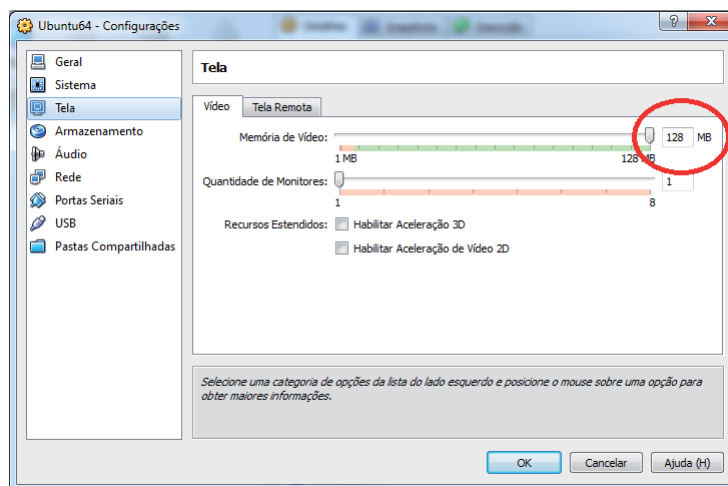 Ubuntu64 - Configurações
?
X
Geral
Sistema
Tela
Armazenamento
Áudio
Rede
Portas Seriais
USB
Pastas Compartilhadas
Tela
Vídeo
Tela Remota
Memória de Vídeo:
128 MB
1 MB
128 MB
Quantidade de Monitores:
1
1
8
Recursos Estendidos:
Habilitar Aceleração 3D
Habilitar Aceleração de Vídeo 2D
Selecione uma categoria de opções da lista do lado esquerdo e posicione o mouse sobre uma opção para
obter maiores informações.
OK
Cancelar
Ajuda (H)